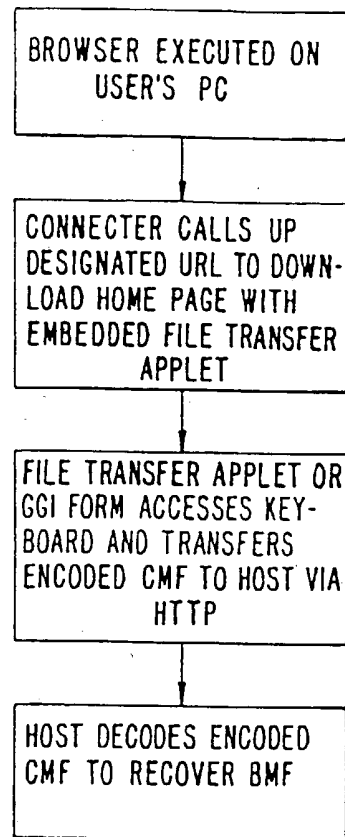 BROWSER EXECUTED ON
USER'S PC
CONNECTER CALLS UP
DESIGNATED URL TO DOWN-
LOAD HOME PAGE WITH
EMBEDDED FILE TRANSFER
APPLET
FILE TRANSFER APPLET OR
GGI FORM ACCESSES KEY-
BOARD AND TRANSFERS
ENCODED CMF TO HOST VIA
HTTP
HOST DECODES ENCODED
CMF TO RECOVER BMF